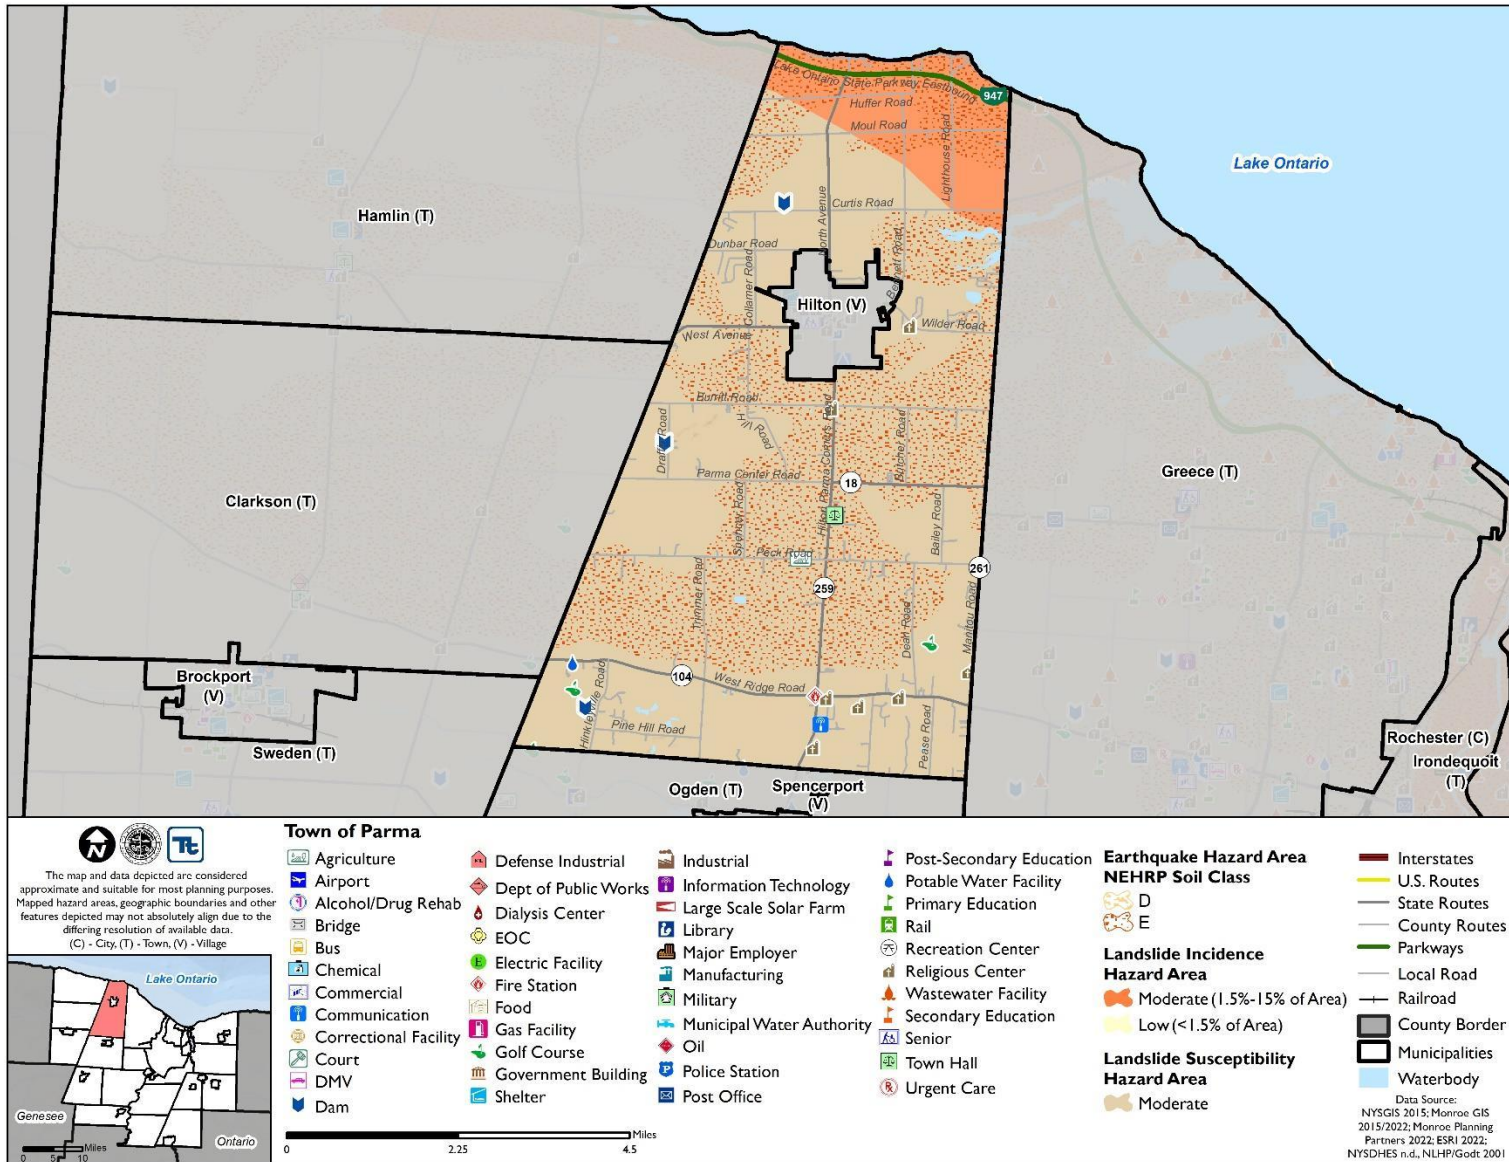 Lake Ontario State Parkway Eastbound
947
Huffer Road
Moul Road
Lighthouse Road
Lake Ontario
Hamlin (T)
North Avenue
Curtis Road
Dunbar Road
Collamer Road
Bennett Road
Hilton (V)
West Avenue
Wilder Road
Burritt Road
Hill Road
Draffin Road
Hilton Parma Corners Road
Butcher Road
Parma Center Road
18
Greece (T)
Clarkson (T)
Bailey Road
Peck Road
261
259
Trimmer Road
Dean Road
Manitou Road
Brockport
(V)
104
West Ridge Road
Hinkleyville Road
Pine Hill Road
Pease Road
Sweden (T)
Rochester (C)
Irondequoit
(T)
Ogden (T)
Spencerport
(V)
N
Tt
The map and data depicted are considered
approximate and suitable for most planning purposes.
Mapped hazard areas, geographic boundaries and other
features depicted may not absolutely align due to the
differing resolution of available data.
(C) - City, (T) - Town, (V) - Village
Lake Ontario
Genesee
Ontario
Miles
0 5 10
Town of Parma
Agriculture
Airport
Alcohol/Drug Rehab
Bridge
Bus
Chemical
Commercial
Communication
Correctional Facility
Court
DMV
Dam
Defense Industrial
Dept of Public Works
Dialysis Center
EOC
Electric Facility
Fire Station
Food
Gas Facility
Golf Course
Government Building
Shelter
Industrial
Information Technology
Large Scale Solar Farm
Library
Major Employer
Manufacturing
Military
Municipal Water Authority
Oil
Police Station
Post Office
Post-Secondary Education
Potable Water Facility
Primary Education
Rail
Recreation Center
Religious Center
Wastewater Facility
Secondary Education
Senior
Town Hall
Urgent Care
Miles
0 2.25 4.5
Earthquake Hazard Area
NEHRP Soil Class
D
E
Landslide Incidence
Hazard Area
Moderate (1.5%-15% of Area)
Low (<1.5% of Area)
Landslide Susceptibility
Hazard Area
Moderate
Interstates
U.S. Routes
State Routes
County Routes
Parkways
Local Road
Railroad
County Border
Municipalities
Waterbody
Data Source:
NYSGIS 2015; Monroe GIS
2015/2022; Monroe Planning
Partners 2022; ESRI 2022;
NYSDHES n.d., NLHP/Godt 2001